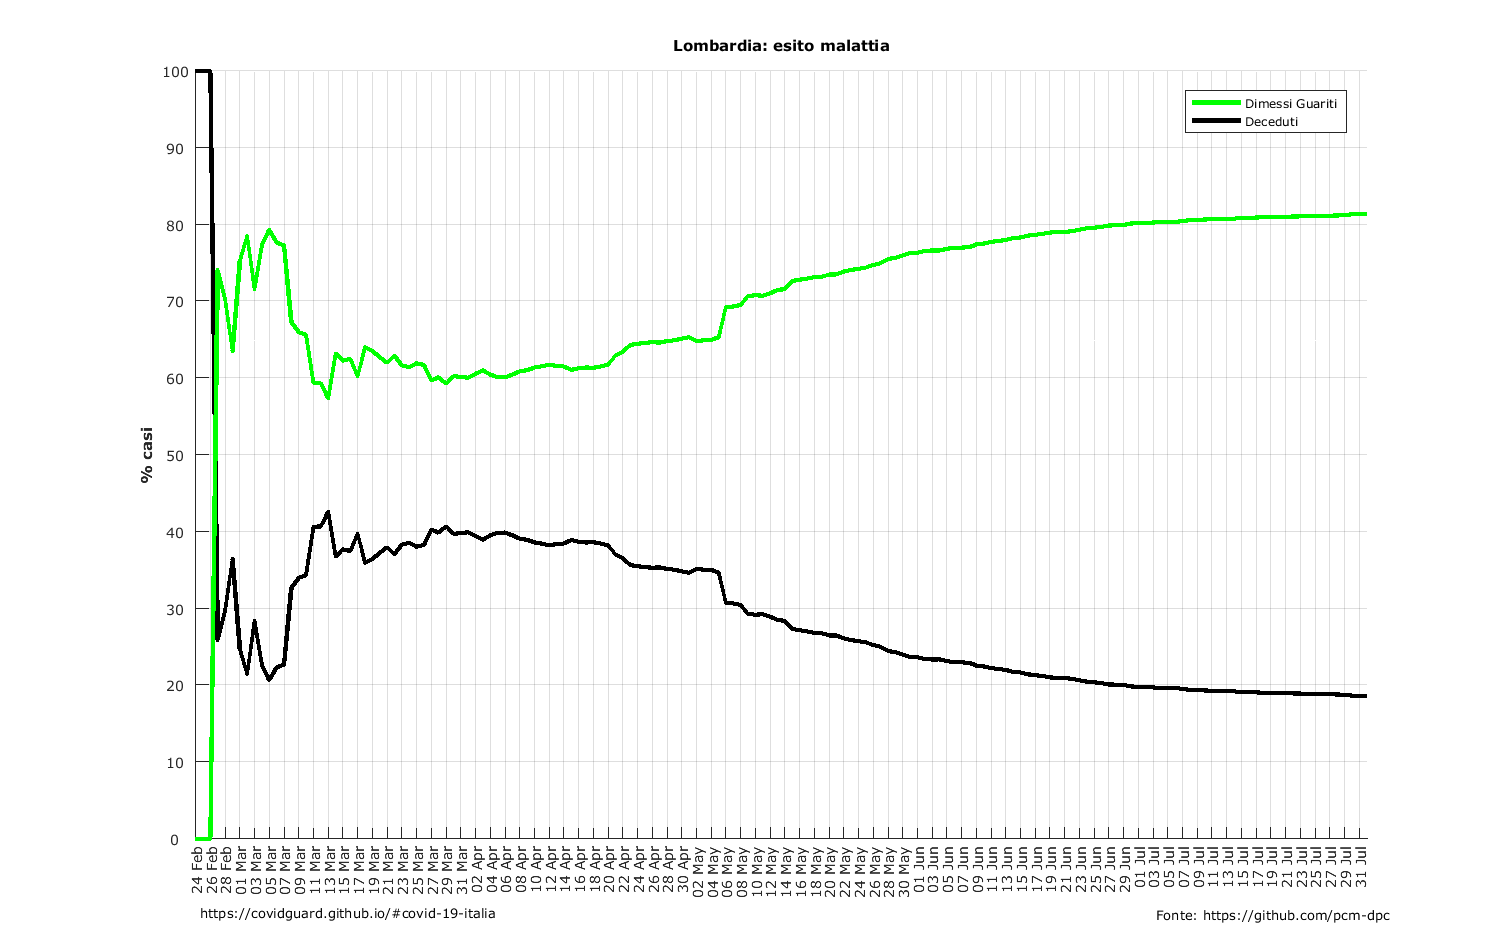 Lombardia: esito malattia
100
90
80
70
60
50
40
30
20
10
0
% casi
Dimessi Guariti
Deceduti
24 Feb
26 Feb
28 Feb
01 Mar
03 Mar
05 Mar
07 Mar
09 Mar
11 Mar
13 Mar
15 Mar
17 Mar
19 Mar
21 Mar
23 Mar
25 Mar
27 Mar
29 Mar
31 Mar
02 Apr
04 Apr
06 Apr
08 Apr
10 Apr
12 Apr
14 Apr
16 Apr
18 Apr
20 Apr
22 Apr
24 Apr
26 Apr
28 Apr
30 Apr
02 May
04 May
06 May
08 May
10 May
12 May
14 May
16 May
18 May
20 May
22 May
24 May
26 May
28 May
30 May
01 Jun
03 Jun
05 Jun
07 Jun
09 Jun
11 Jun
13 Jun
15 Jun
17 Jun
19 Jun
21 Jun
23 Jun
25 Jun
27 Jun
29 Jun
01 Jul
03 Jul
05 Jul
07 Jul
09 Jul
11 Jul
13 Jul
15 Jul
17 Jul
19 Jul
21 Jul
23 Jul
25 Jul
27 Jul
29 Jul
31 Jul
https://covidguard.github.io/#covid-19-italia
Fonte: https://github.com/pcm-dpc